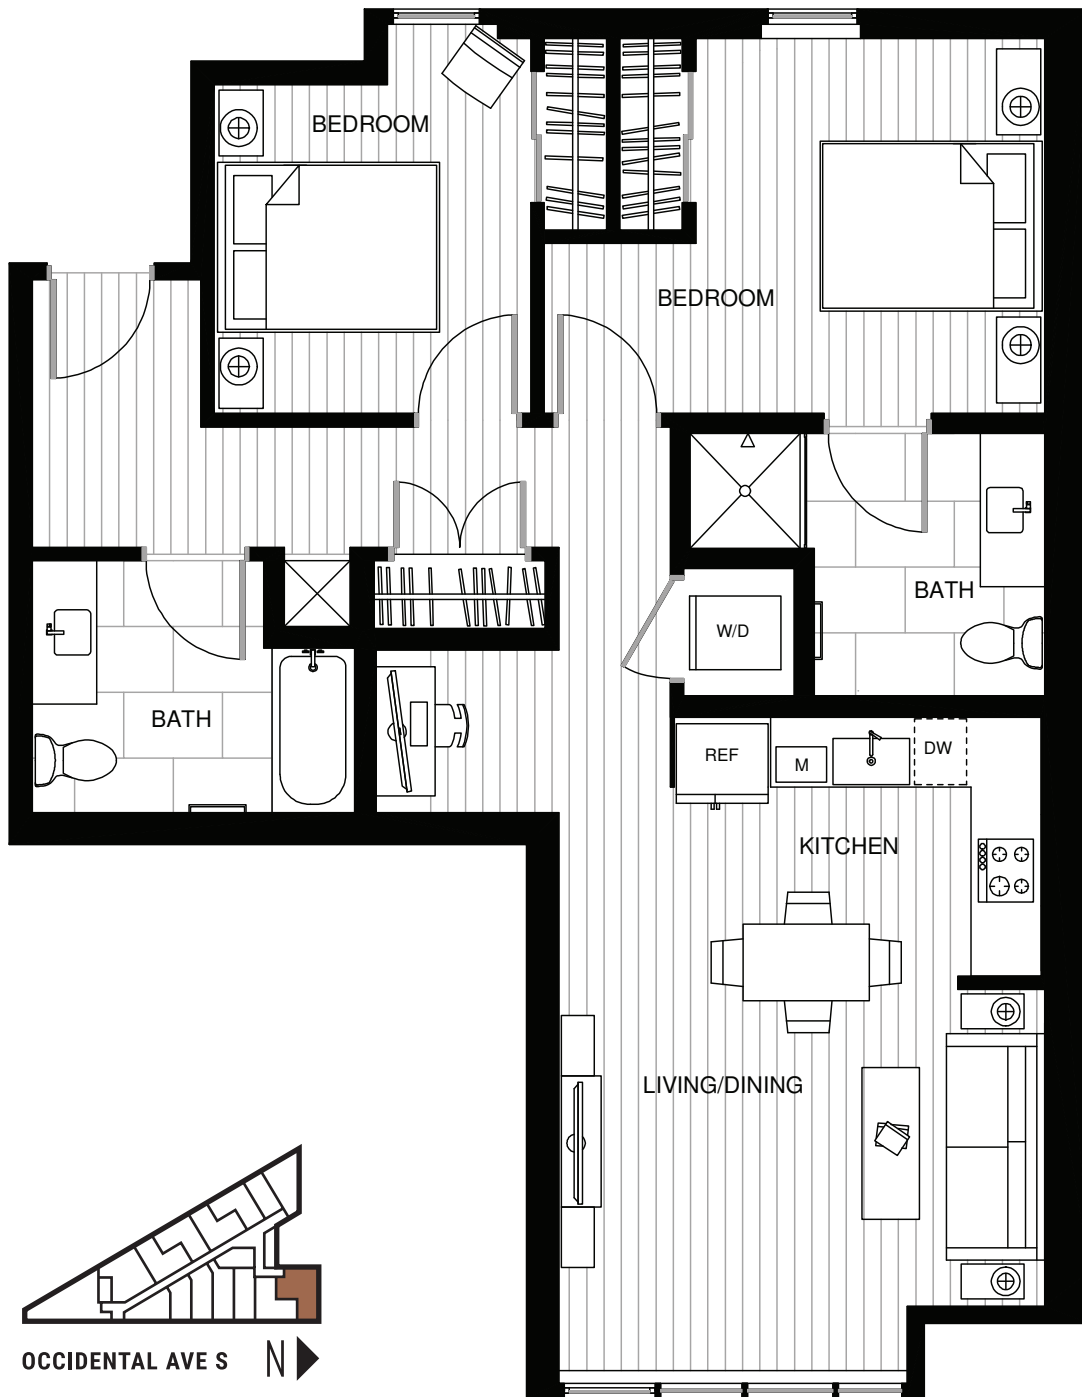 BEDROOM
BEDROOM
BATH
W/D
BATH
REF
M
DW
KITCHEN
LIVING/DINING
OCCIDENTAL AVE S
N